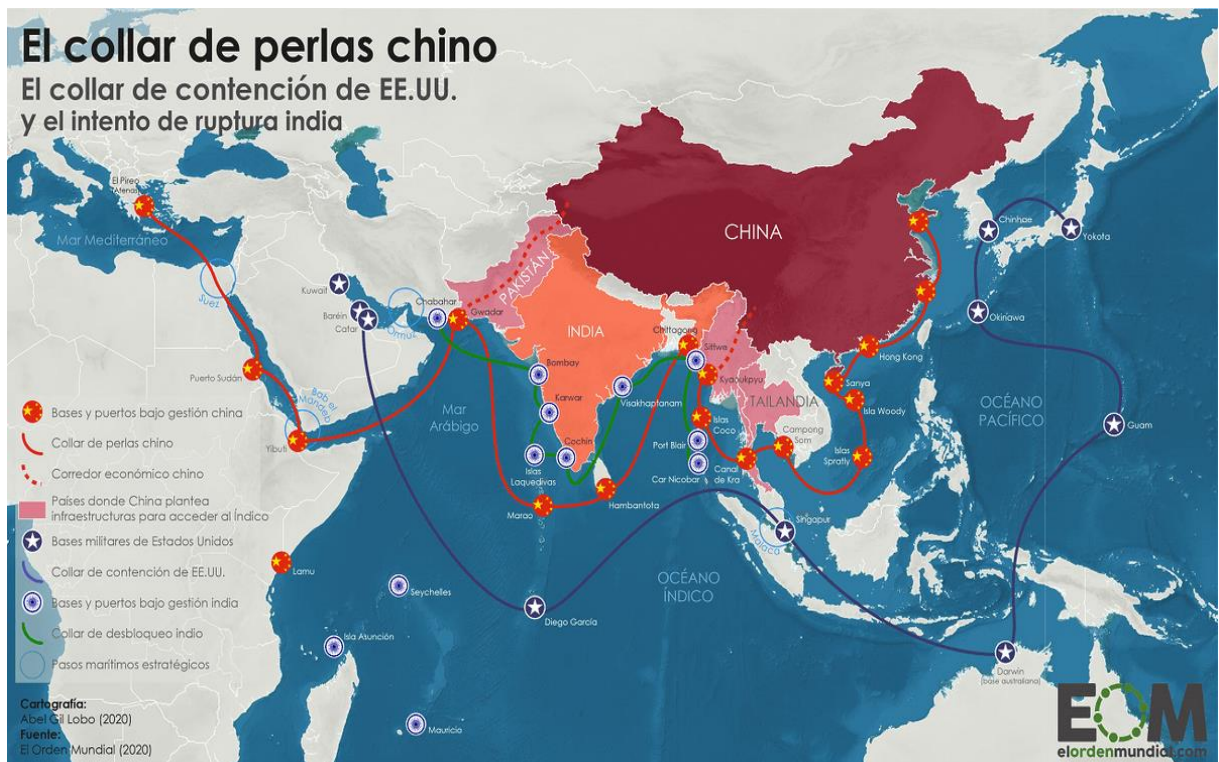 El collar de perlas chino
El collar de contención de EE.UU.
y el intento de ruptura india
El Pireo
(Atenas)
Mar Mediterráneo
Suez
Kuwait
Baréin
Catar
Ormuz
Chabahar
Gwadar
PAKISTÁN
CHINA
INDIA
Chittagong
Sittwe
Kyaoukpyu
TAILANDIA
Chinhae
Yokota
Okinawa
Hong Kong
Sanya
Isla Woody
Islas
Spratly
Campong
Som
OCÉANO
PACÍFICO
Guam
Puerto Sudán
Bab el
Mandeb
Yibuti
Mar
Arábigo
Bombay
Karwar
Cochin
Islas
Laquedivas
Visakhaptanam
Islas
Coco
Port Blair
Car Nicobar
Canal
de Kra
Marao
Hambantota
Singapur
Malaca
Lamu
Seychelles
Diego García
OCÉANO
ÍNDICO
Isla Asunción
Mauricio
Darwin
(base australiana)
Bases y puertos bajo gestión china
Collar de perlas chino
Corredor económico chino
Países donde China plantea
infraestructuras para acceder al Índico
Bases militares de Estados Unidos
Collar de contención de EE.UU.
Bases y puertos bajo gestión india
Collar de desbloqueo indio
Pasos marítimos estratégicos
Cartografía:
Abel Gil Lobo (2020)
Fuente:
El Orden Mundial (2020)
EOM
elordenmundial.com